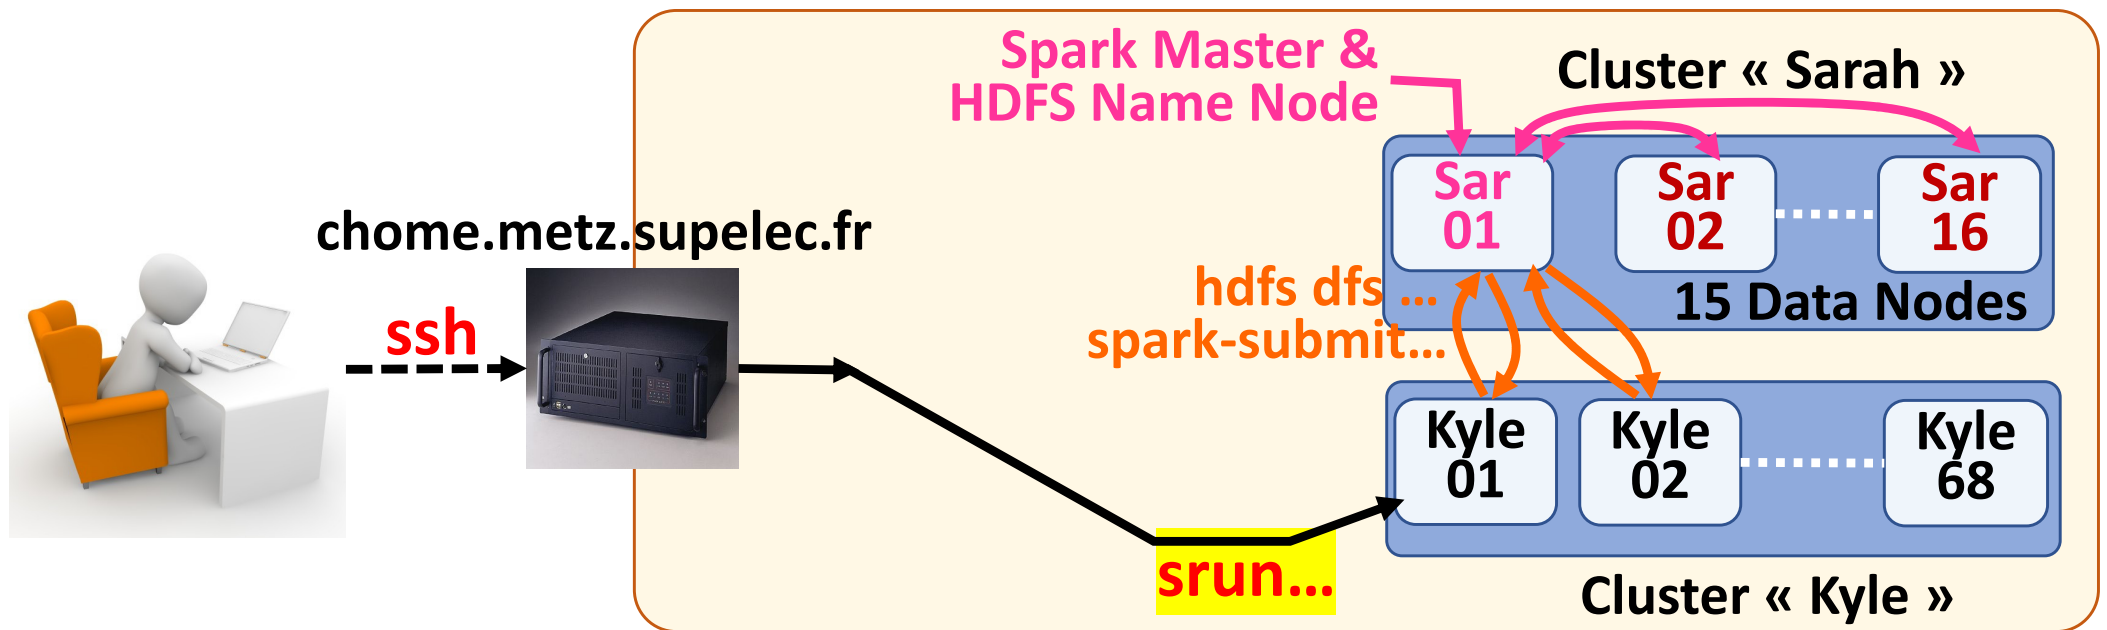 Spark Master &
HDFS Name Node
Cluster « Sarah »
Sar
01
Sar
02
Sar
16
15 Data Nodes
chome.metz.supelec.fr
ssh
hdfs dfs ...
spark-submit...
Kyle
01
Kyle
02
Kyle
68
srun...
Cluster « Kyle »